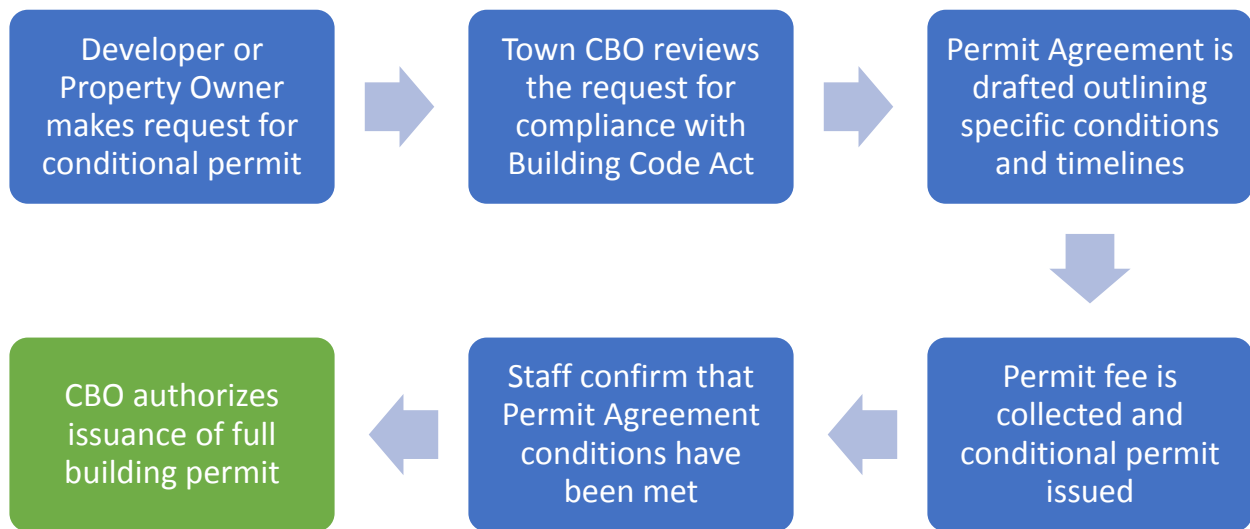 Developer or
Property Owner
makes request for
conditional permit
Town CBO reviews
the request for
compliance with
Building Code Act
Permit Agreement is
drafted outlining
specific conditions
and timelines
Permit fee is
collected and
conditional permit
issued
Staff confirm that
Permit Agreement
conditions have
been met
CBO authorizes
issuance of full
building permit